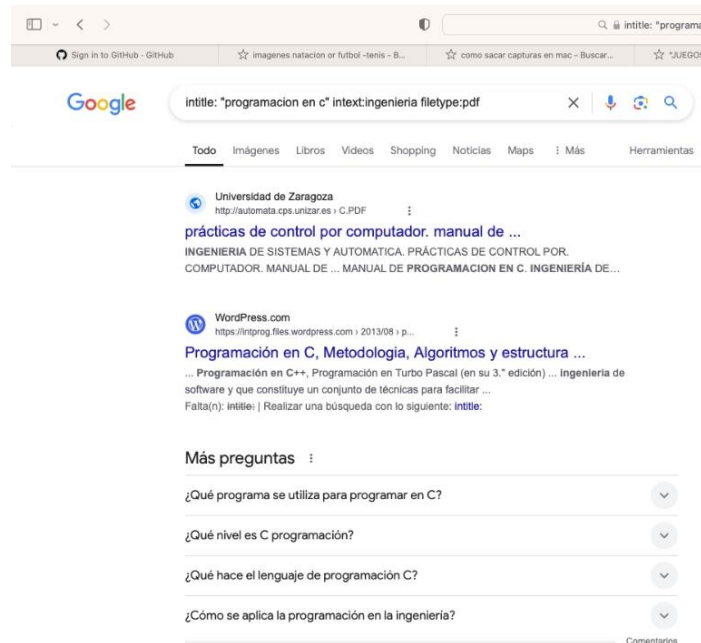 intitle: "programa
Sign in to GitHub · GitHub
imagenes natacion or futbol -tenis - B...
como sacar capturas en mac - Buscar...
"JUEGOS
Google
intitle: "programacion en c" intext:ingenieria filetype:pdf
Todo Imágenes Libros Videos Shopping Noticias Maps Más Herramientas
Universidad de Zaragoza
http://automata.cps.unizar.es › C.PDF
prácticas de control por computador. manual de ...
INGENIERIA DE SISTEMAS Y AUTOMATICA. PRÁCTICAS DE CONTROL POR.
COMPUTADOR. MANUAL DE ... MANUAL DE PROGRAMACION EN C. INGENIERÍA DE...
WordPress.com
https://intprog.files.wordpress.com › 2013/08 › p...
Programación en C, Metodologia, Algoritmos y estructura ...
... Programación en C++, Programación en Turbo Pascal (en su 3.ª edición) ... ingenieria de
software y que constituye un conjunto de técnicas para facilitar ...
Falta(n): intitle: | Realizar una búsqueda con lo siguiente: intitle:
Más preguntas
¿Qué programa se utiliza para programar en C?
¿Qué nivel es C programación?
¿Qué hace el lenguaje de programación C?
¿Cómo se aplica la programación en la ingeniería?
Comentarios